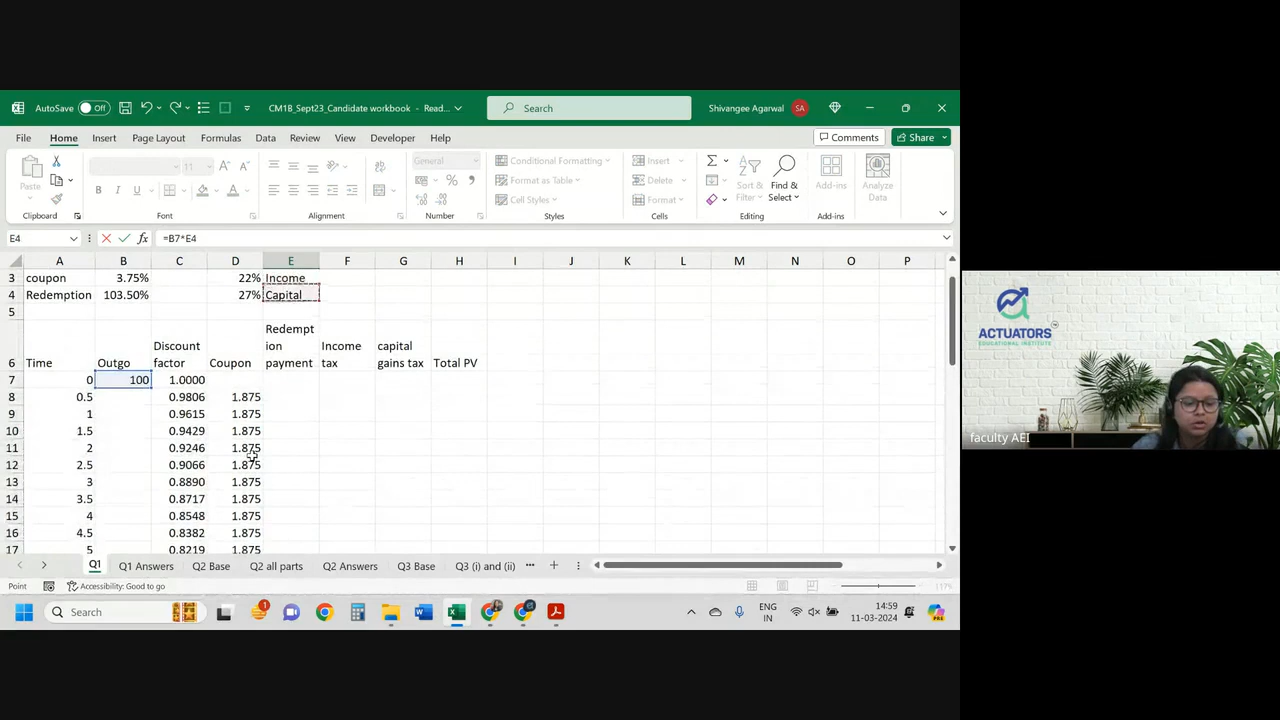 AutoSave Off CM1B_Sept23_Candidate workbook - Read... Search Shivangee Agarwal SA
File Home Insert Page Layout Formulas Data Review View Developer Help Comments Share
Paste 11 General Conditional Formatting Insert Sort & Find & Add-ins Analyze
B I U Format as Table Delete Filter Select Data
Cell Styles Format
Clipboard Font Alignment Number Styles Cells Editing Add-ins
E4 =B7*E4
A B C D E F G H I J K L M N O P
3 coupon 3.75% 22% Income
4 Redemption 103.50% 27% Capital
5
6 Time Outgo Discount factor Coupon Redemption payment Income tax capital gains tax Total PV
7 0 100 1.0000
8 0.5 0.9806 1.875
9 1 0.9615 1.875
10 1.5 0.9429 1.875
11 2 0.9246 1.875
12 2.5 0.9066 1.875
13 3 0.8890 1.875
14 3.5 0.8717 1.875
15 4 0.8548 1.875
16 4.5 0.8382 1.875
17 5 0.8219 1.875
Q1 Q1 Answers Q2 Base Q2 all parts Q2 Answers Q3 Base Q3 (i) and (ii) ...
Point Accessibility: Good to go 117%
Search 1 ENG IN 14:59 11-03-2024
ACTUATORS
EDUCATIONAL INSTITUTE
faculty AEI